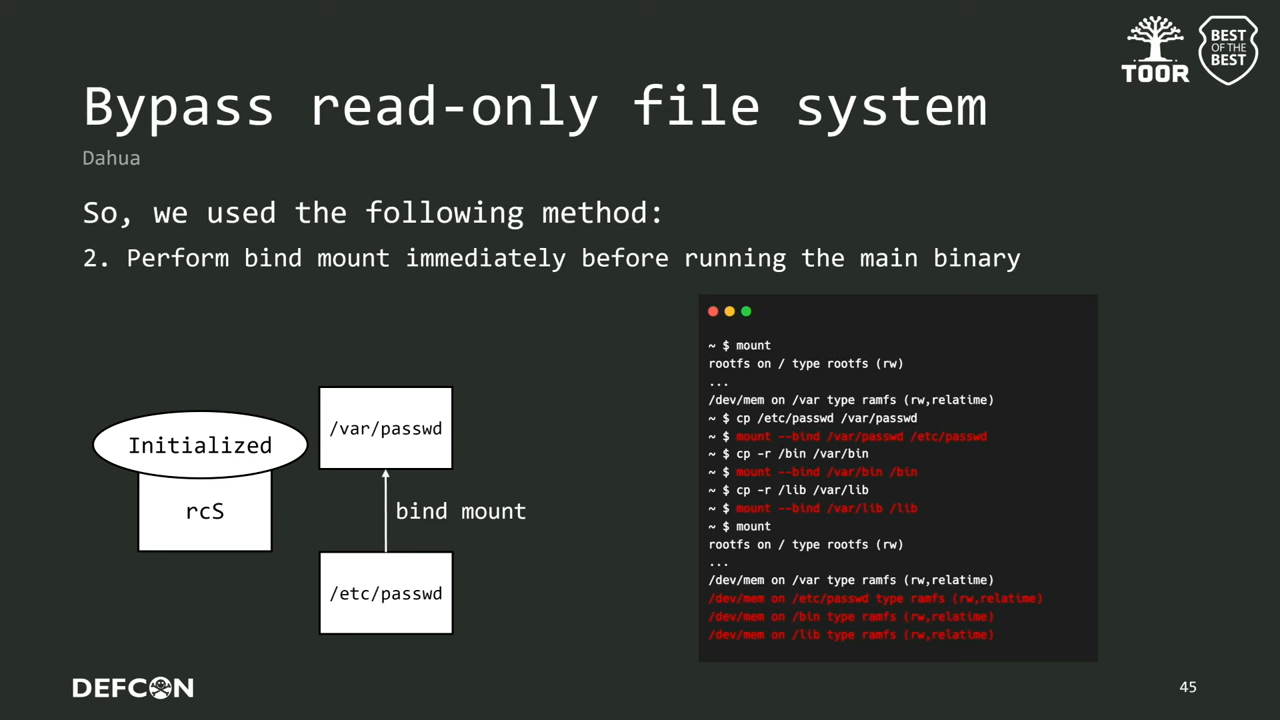 TOOR
BEST
OF THE
BEST
Bypass read-only file system
Dahua
So, we used the following method:
2. Perform bind mount immediately before running the main binary
Initialized
rcS
/var/passwd
bind mount
/etc/passwd
~ $ mount
rootfs on / type rootfs (rw)
...
/dev/mem on /var type ramfs (rw,relatime)
~ $ cp /etc/passwd /var/passwd
~ $ mount --bind /var/passwd /etc/passwd
~ $ cp -r /bin /var/bin
~ $ mount --bind /var/bin /bin
~ $ cp -r /lib /var/lib
~ $ mount --bind /var/lib /lib
~ $ mount
rootfs on / type rootfs (rw)
...
/dev/mem on /var type ramfs (rw,relatime)
/dev/mem on /etc/passwd type ramfs (rw,relatime)
/dev/mem on /bin type ramfs (rw,relatime)
/dev/mem on /lib type ramfs (rw,relatime)
DEFCON
45